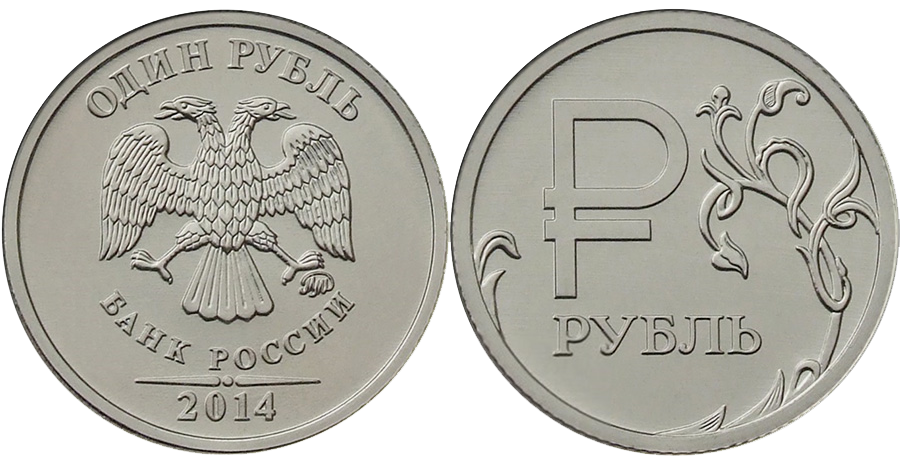 ОДИН РУБЛЬ
БАНК РОССИИ
2014
₽
РУБЛЬ